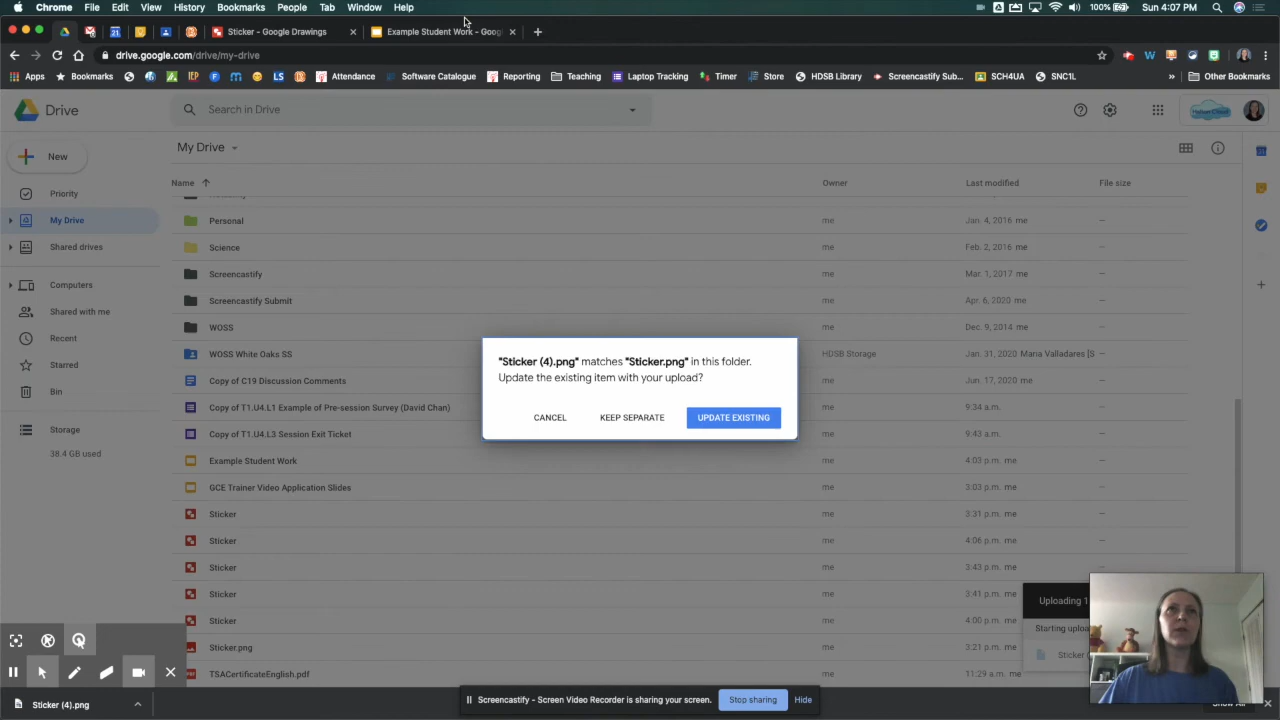 Chrome File Edit View History Bookmarks People Tab Window Help 100% Sun 4:07 PM
Sticker - Google Drawings Example Student Work - Goog
drive.google.com/drive/my-drive
Apps Bookmarks Attendance Software Catalogue Reporting Teaching Laptop Tracking Timer Store HDSB Library Screencastify Sub... SCH4UA SNC1L » Other Bookmarks
Drive Search in Drive
New My Drive
Name Owner Last modified File size
Priority
My Drive
Shared drives
Computers
Shared with me
Recent
Starred
Bin
Storage
38.4 GB used
Personal me Jan. 4, 2016 me —
Science me Feb. 2, 2016 me —
Screencastify me Mar. 1, 2017 me —
Screencastify Submit me Apr. 6, 2020 me —
WOSS me Dec. 9, 2014 me —
WOSS White Oaks SS HDSB Storage Jan. 31, 2020 Maria Valladares [S —
Copy of C19 Discussion Comments me Jun. 17, 2020 me —
Copy of T1.U4.L1 Example of Pre-session Survey (David Chan) me 9:34 a.m. —
Copy of T1.U4.L3 Session Exit Ticket me 9:43 a.m. —
Example Student Work me 4:03 p.m. me —
GCE Trainer Video Application Slides me 3:03 p.m. me —
Sticker me 3:31 p.m. me —
Sticker me 4:06 p.m. me —
Sticker me 3:43 p.m. me —
Sticker me 3:41 p.m. me —
Sticker me 4:00 p.m. me —
Sticker.png me 3:21 p.m. me
TSACertificateEnglish.pdf me 11:29 a.m. me
"Sticker (4).png" matches "Sticker.png" in this folder.
Update the existing item with your upload?
CANCEL KEEP SEPARATE UPDATE EXISTING
Uploading 1
Starting uploa
Sticker (
Screencastify - Screen Video Recorder is sharing your screen. Stop sharing Hide
Sticker (4).png Show All